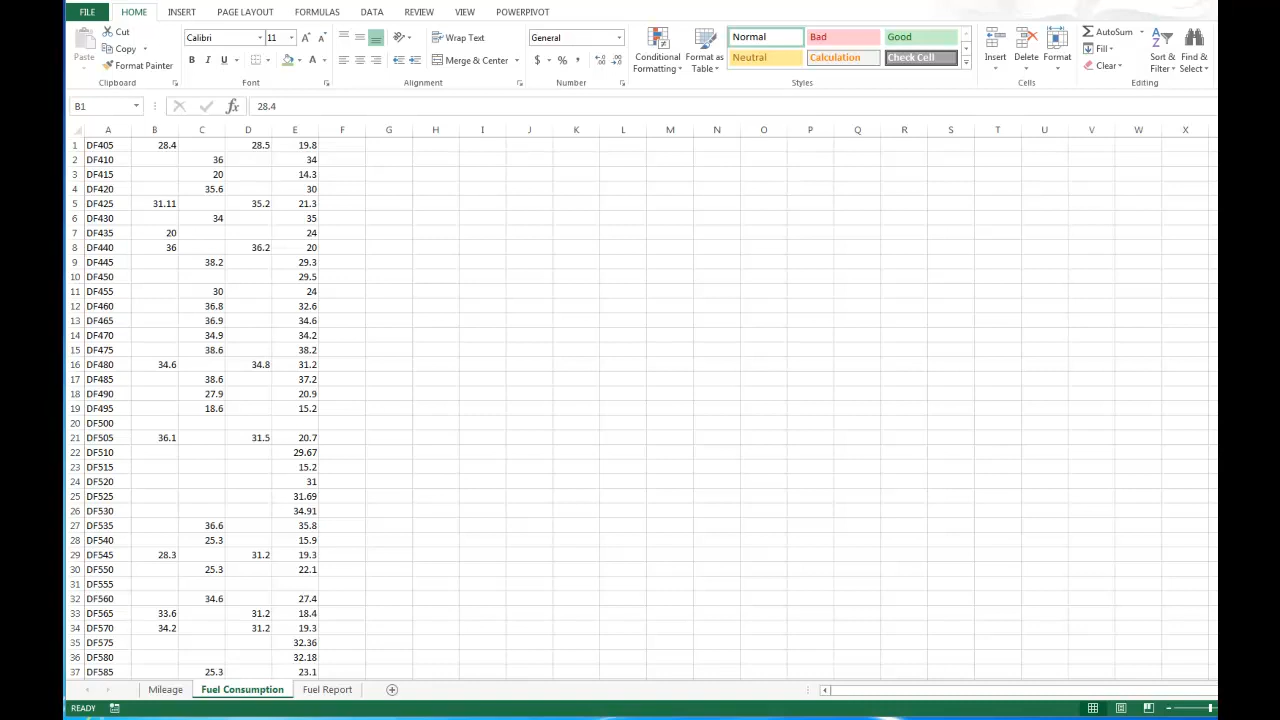 FILE HOME INSERT PAGE LAYOUT FORMULAS DATA REVIEW VIEW POWERPIVOT
Cut
Copy
Format Painter
Paste
Clipboard
Calibri 11
B I U
Font
Wrap Text
Merge & Center
Alignment
General
$ % ,
Number
Conditional Formatting
Format as Table
Normal Bad Good
Neutral Calculation Check Cell
Styles
Insert Delete Format
Cells
AutoSum
Fill
Clear
Sort & Filter
Find & Select
Editing
B1 fx 28.4
A B C D E F G H I J K L M N O P Q R S T U V W X
1 DF405 28.4 28.5 19.8
2 DF410 36 34
3 DF415 20 14.3
4 DF420 35.6 30
5 DF425 31.11 35.2 21.3
6 DF430 34 35
7 DF435 20 24
8 DF440 36 36.2 20
9 DF445 38.2 29.3
10 DF450 29.5
11 DF455 30 24
12 DF460 36.8 32.6
13 DF465 36.9 34.6
14 DF470 34.9 34.2
15 DF475 38.6 38.2
16 DF480 34.6 34.8 31.2
17 DF485 38.6 37.2
18 DF490 27.9 20.9
19 DF495 18.6 15.2
20 DF500
21 DF505 36.1 31.5 20.7
22 DF510 29.67
23 DF515 15.2
24 DF520 31
25 DF525 31.69
26 DF530 34.91
27 DF535 36.6 35.8
28 DF540 25.3 15.9
29 DF545 28.3 31.2 19.3
30 DF550 25.3 22.1
31 DF555
32 DF560 34.6 27.4
33 DF565 33.6 31.2 18.4
34 DF570 34.2 31.2 19.3
35 DF575 32.36
36 DF580 32.18
37 DF585 25.3 23.1
Mileage Fuel Consumption Fuel Report
READY